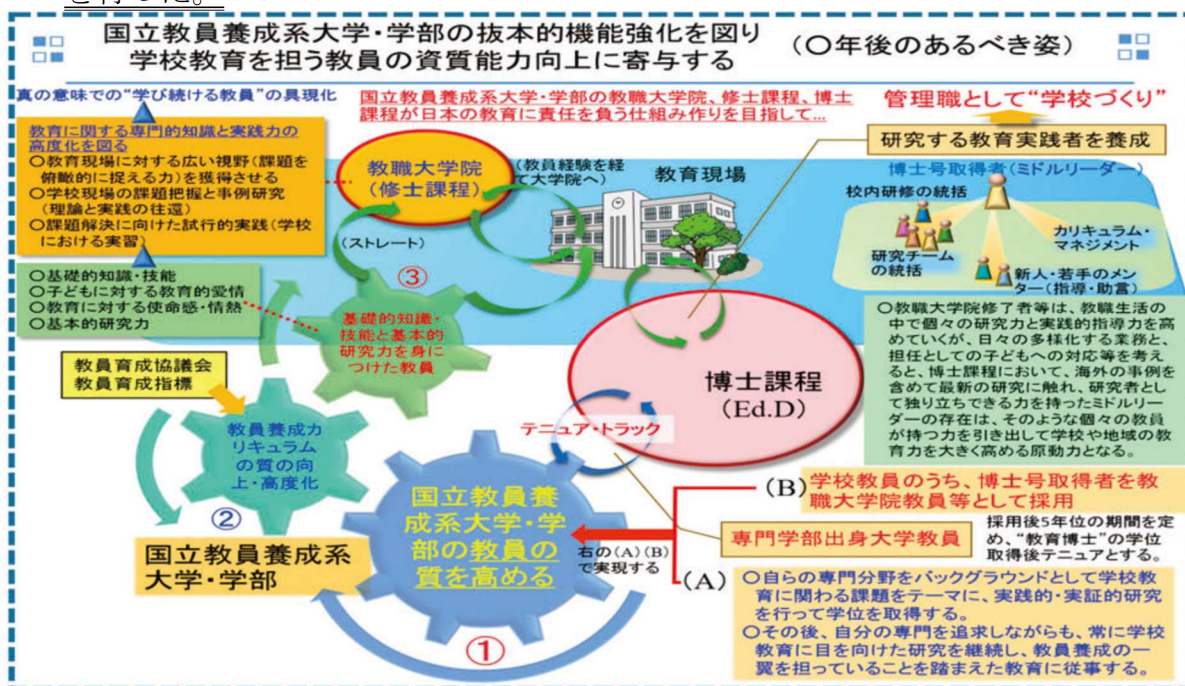 を行った。
国立教員養成系大学・学部の抜本的機能強化を図り
学校教育を担う教員の資質能力向上に寄与する
（〇年後のあるべき姿）
真の意味での“学び続ける教員”の具現化
教育に関する専門的知識と実践力の
高度化を図る
〇教育現場に対する広い視野（課題を
俯瞰的に捉える力）を獲得させる
〇学校現場の課題把握と事例研究
（理論と実践の往還）
〇課題解決に向けた試行的実践（学校
における実習）
〇基礎的知識・技能
〇子どもに対する教育的愛情
〇教育に対する使命感・情熱
〇基本的研究力
国立教員養成系大学・学部の教職大学院、修士課程、博士
課程が日本の教育に責任を負う仕組み作りを目指して…
教職大学院
（修士課程）
（教員経験を経
て大学院へ）
教育現場
（ストレート）
③
基礎的知識・
技能と基本的
研究力を身に
つけた教員
管理職として“学校づくり”
研究する教育実践者を養成
博士号取得者（ミドルリーダー）
校内研修の統括
カリキュラム・
マネジメント
研究チーム
の統括
新人・若手のメン
ター（指導・助言）
〇教職大学院修了者等は、教職生活の
中で個々の研究力と実践的指導力を高
めていくが、日々の多様化する業務と、
担任としての子どもへの対応等を考え
ると、博士課程において、海外の事例を
含めて最新の研究に触れ、研究者とし
て独り立ちできる力を持ったミドルリー
ダーの存在は、そのような個々の教員
が持つ力を引き出して学校や地域の教
育力を大きく高める原動力となる。
教員育成協議会
教員育成指標
教員養成カ
リキュラム
の質の向
上・高度化
②
国立教員養成系
大学・学部
博士課程
（Ed.D）
テニュア・トラック
国立教員養
成系大学・学
部の教員の
質を高める
①
右の（A）（B）
で実現する
（B）
学校教員のうち、博士号取得者を教
職大学院教員等として採用
専門学部出身大学教員
採用後5年位の期間を定
め、“教育博士”の学位
取得後テニュアとする。
（A）
〇自らの専門分野をバックグラウンドとして学校教
育に関わる課題をテーマに、実践的・実証的研究
を行って学位を取得する。
〇その後、自分の専門を追求しながらも、常に学校
教育に目を向けた研究を継続し、教員養成の一
翼を担っていることを踏まえた教育に従事する。